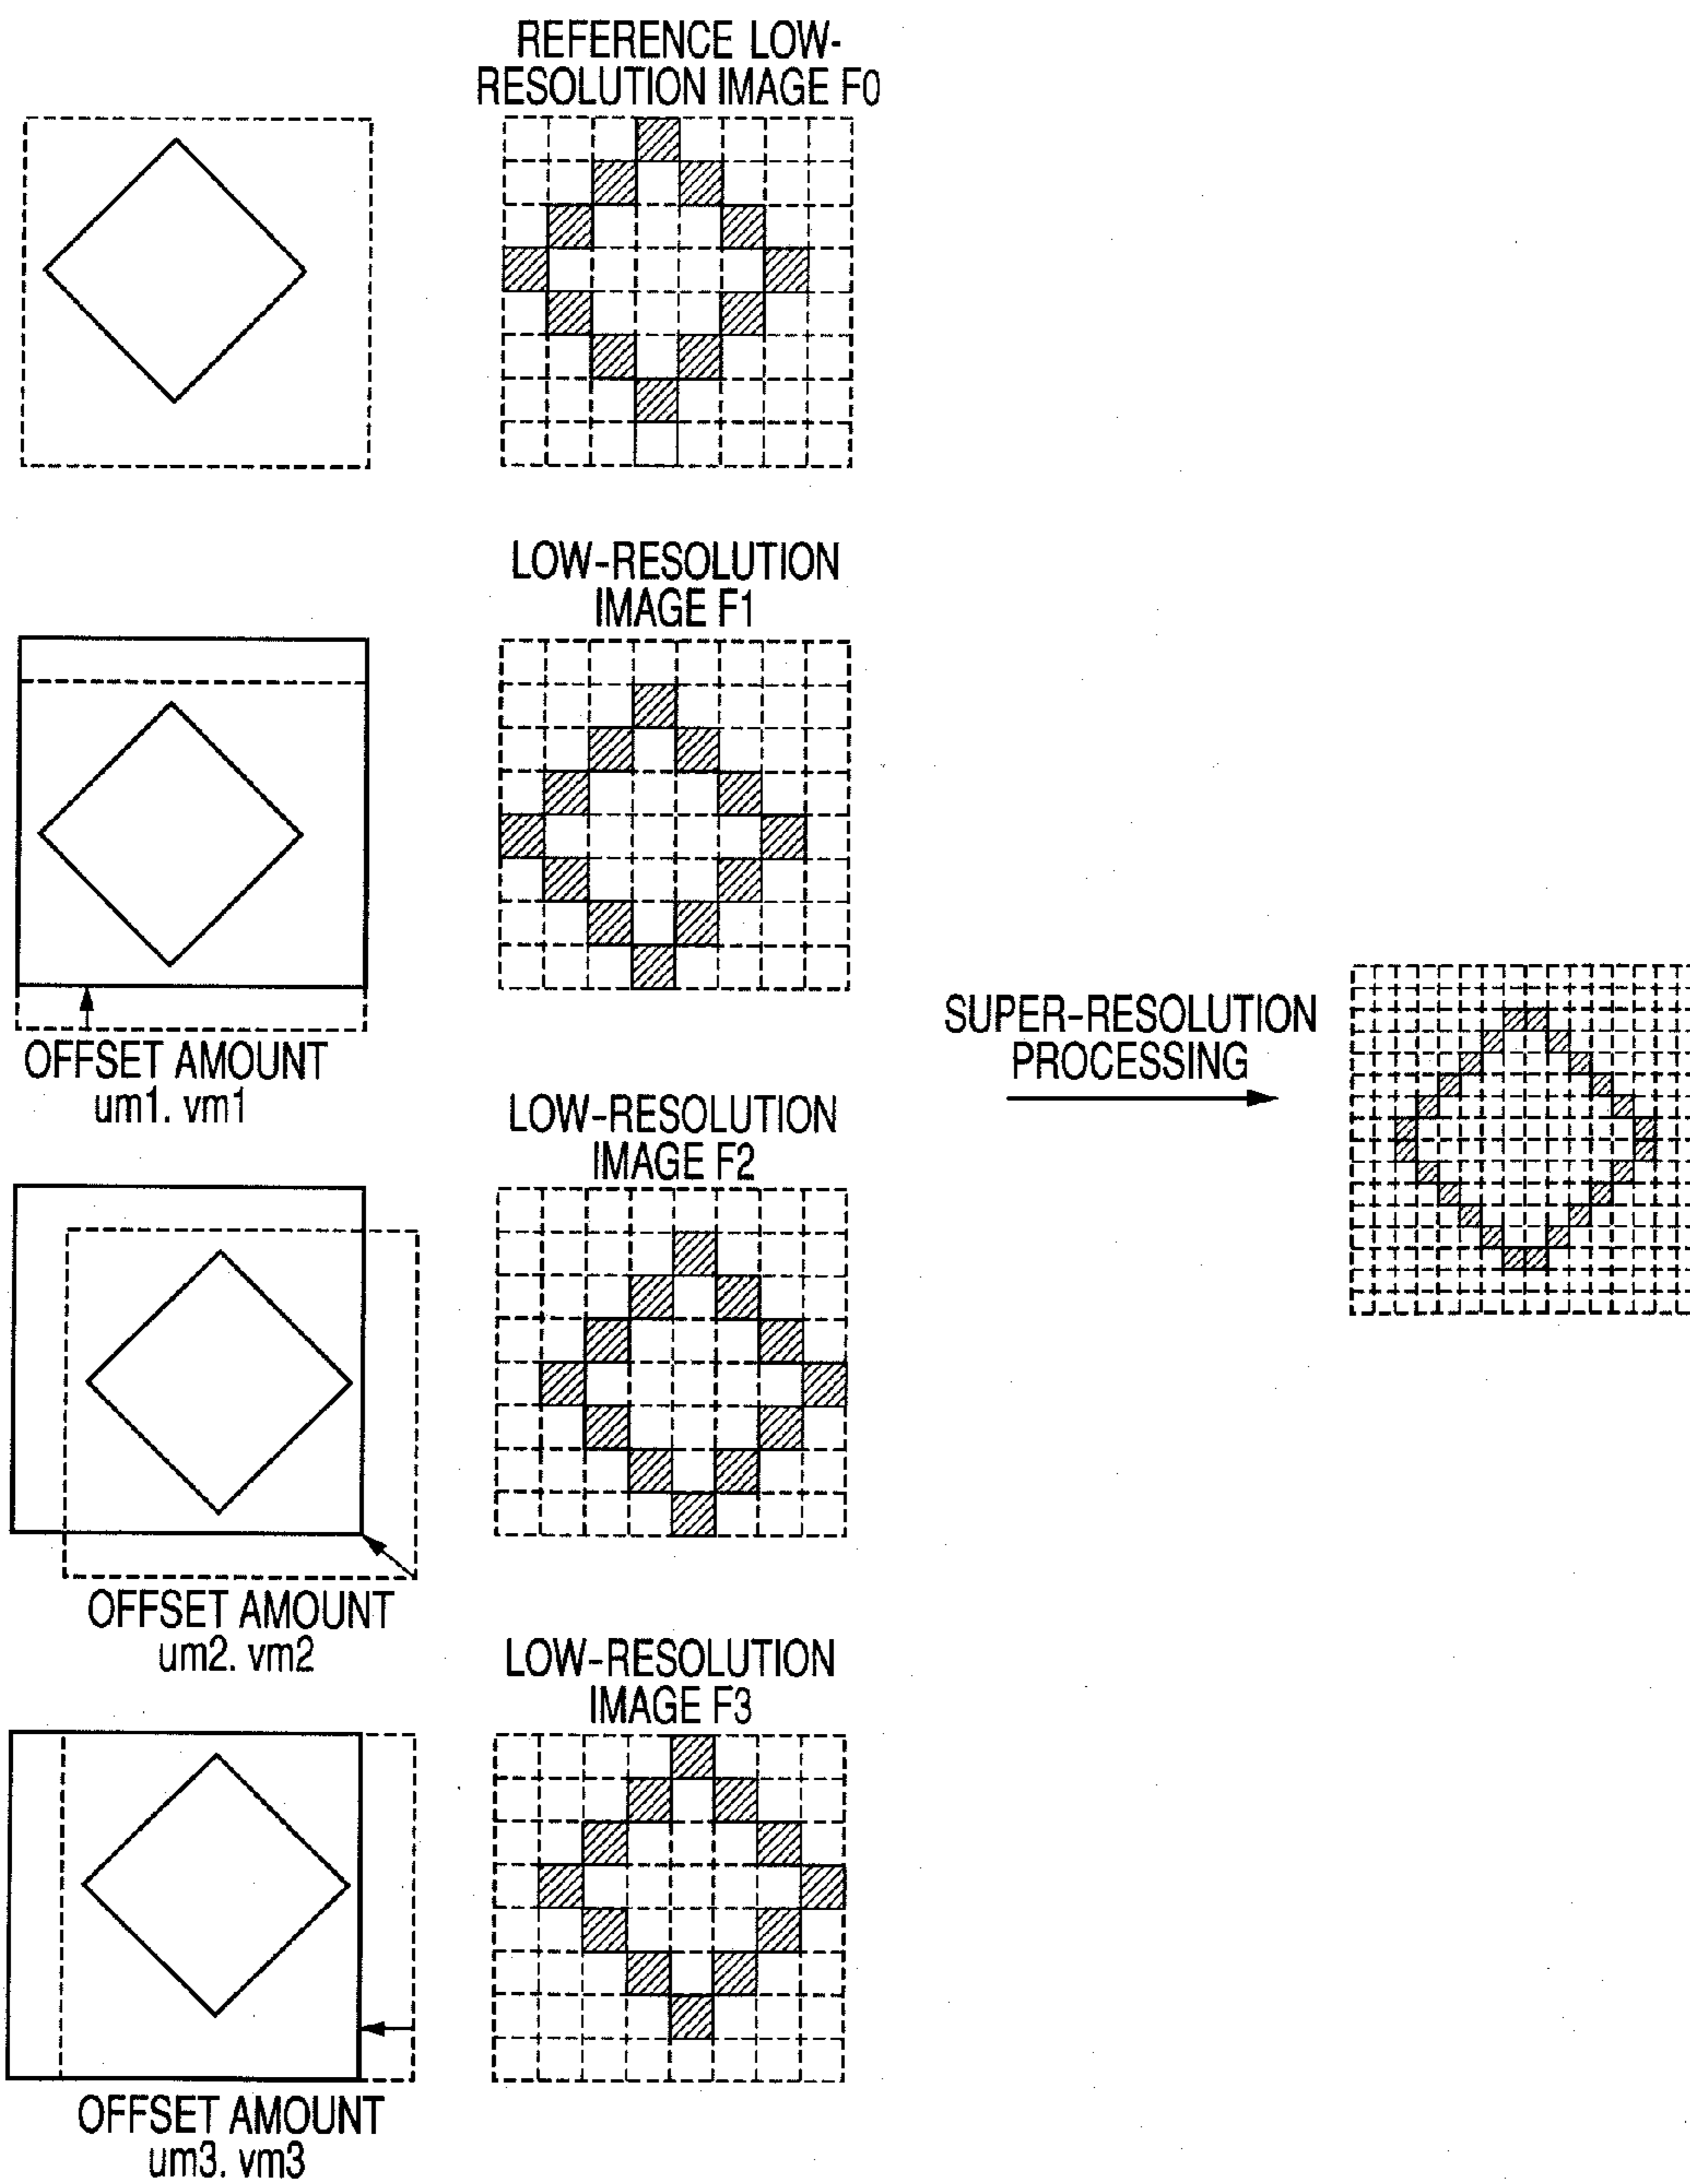 REFERENCE LOW-
RESOLUTION IMAGE F0
LOW-RESOLUTION
IMAGE F1
OFFSET AMOUNT
um1. vm1
SUPER-RESOLUTION
PROCESSING
LOW-RESOLUTION
IMAGE F2
OFFSET AMOUNT
um2. vm2
LOW-RESOLUTION
IMAGE F3
OFFSET AMOUNT
um3. vm3